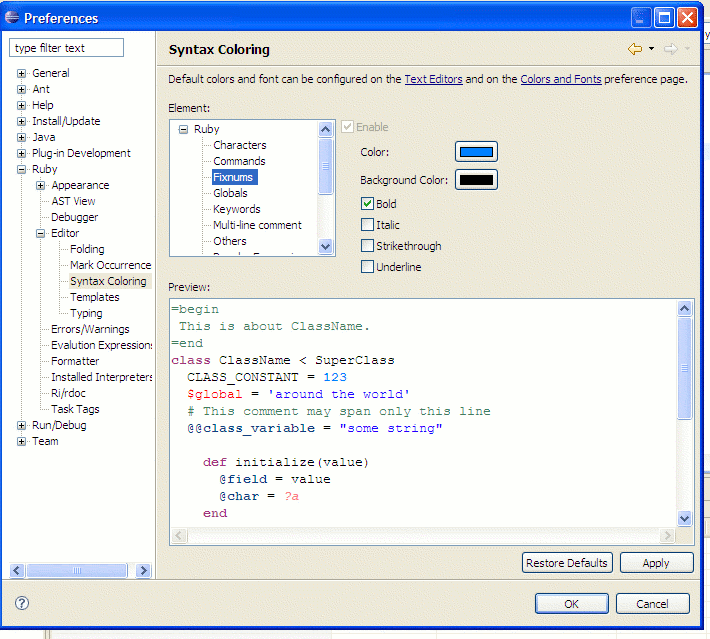 Preferences
type filter text
General
Ant
Help
Install/Update
Java
Plug-in Development
Ruby
Appearance
AST View
Debugger
Editor
Folding
Mark Occurrence
Syntax Coloring
Templates
Typing
Errors/Warnings
Evalution Expressions
Formatter
Installed Interpreters
Ri/rdoc
Task Tags
Run/Debug
Team
Syntax Coloring
Default colors and font can be configured on the Text Editors and on the Colors and Fonts preference page.
Element:
Ruby
Characters
Commands
Fixnums
Globals
Keywords
Multi-line comment
Others
Enable
Color:
Background Color:
Bold
Italic
Strikethrough
Underline
Preview:
=begin
This is about ClassName.
=end
class ClassName < SuperClass
CLASS_CONSTANT = 123
$global = 'around the world'
# This comment may span only this line
@@class_variable = "some string"
def initialize(value)
@field = value
@char = ?a
end
Restore Defaults
Apply
OK
Cancel